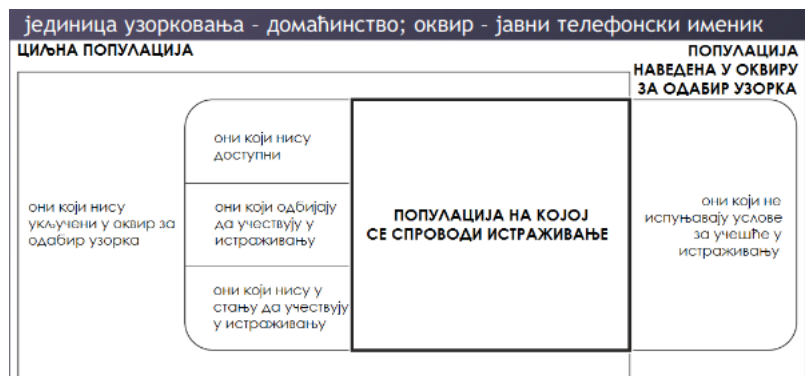 јединица узорковања - домаћинство; оквир - јавни телефонски именик
ЦИЉНА ПОПУЛАЦИЈА
ПОПУЛАЦИЈА
НАВЕДЕНА У ОКВИРУ
ЗА ОДАБИР УЗОРКА
они који нису
укључени у оквир за
одабир узорка
они који нису
доступни
они који одбијају
да учествују у
истраживању
они који нису у
стању да учествују
у истраживању
ПОПУЛАЦИЈА НА КОЈОЈ
СЕ СПРОВОДИ ИСТРАЖИВАЊЕ
они који не
испуњавају услове
за учешће у
истраживању